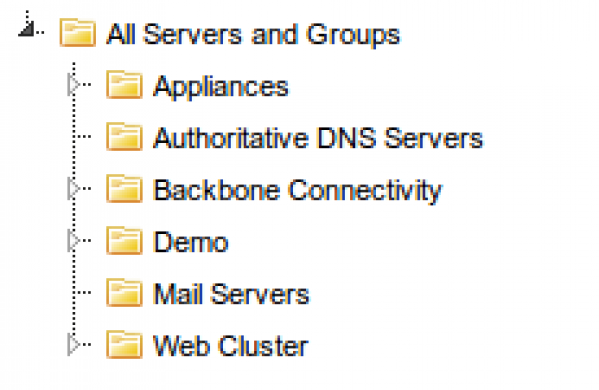 All Servers and Groups
Appliances
Authoritative DNS Servers
Backbone Connectivity
Demo
Mail Servers
Web Cluster